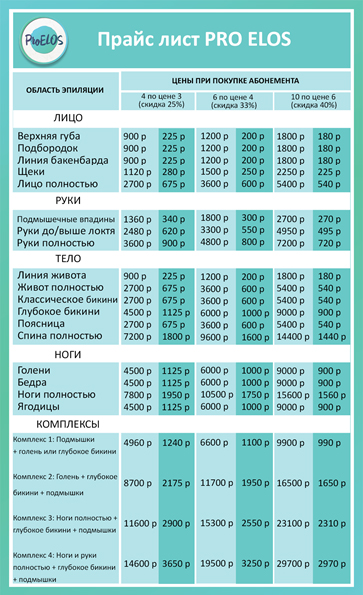 ProELOS
Прайс лист PRO ELOS
ОБЛАСТЬ ЭПИЛЯЦИИ
ЦЕНЫ ПРИ ПОКУПКЕ АБОНЕМЕНТА
4 по цене 3 (скидка 25%) 6 по цене 4 (скидка 33%) 10 по цене 6 (скидка 40%)
ЛИЦО
Верхняя губа 900 р 225 р 1200 р 200 р 1800 р 180 р
Подбородок 900 р 225 р 1200 р 200 р 1800 р 180 р
Линия бакенбарда 900 р 225 р 1200 р 200 р 1800 р 180 р
Щеки 1120 р 280 р 1500 р 250 р 2250 р 225 р
Лицо полностью 2700 р 675 р 3600 р 600 р 5400 р 540 р
РУКИ
Подмышечные впадины 1360 р 340 р 1800 р 300 р 2700 р 270 р
Руки до/выше локтя 2480 р 620 р 3300 р 550 р 4950 р 495 р
Руки полностью 3600 р 900 р 4800 р 800 р 7200 р 720 р
ТЕЛО
Линия живота 900 р 225 р 1200 р 200 р 1800 р 180 р
Живот полностью 2700 р 675 р 3600 р 600 р 5400 р 540 р
Классическое бикини 2700 р 675 р 3600 р 600 р 5400 р 540 р
Глубокое бикини 4500 р 1125 р 6000 р 1000 р 9000 р 900 р
Поясница 2700 р 675 р 3600 р 600 р 5400 р 540 р
Спина полностью 7200 р 1800 р 9600 р 1600 р 14400 р 1440 р
НОГИ
Голени 4500 р 1125 р 6000 р 1000 р 9000 р 900 р
Бедра 4500 р 1125 р 6000 р 1000 р 9000 р 900 р
Ноги полностью 7800 р 1950 р 10500 р 1750 р 15600 р 1560 р
Ягодицы 4500 р 1125 р 6000 р 1000 р 9000 р 900 р
КОМПЛЕКСЫ
Комплекс 1: Подмышки
+ голень или глубокое бикини 4960 р 1240 р 6600 р 1100 р 9900 р 990 р
Комплекс 2: Голень + глубокое
бикини + подмышки 8700 р 2175 р 11700 р 1950 р 16500 р 1650 р
Комплекс 3: Ноги полностью +
глубокое бикини + подмышки 11600 р 2900 р 15300 р 2550 р 23100 р 2310 р
Комплекс 4: Ноги и руки
полностью + глубокое бикини
+ подмышки 14600 р 3650 р 19500 р 3250 р 29700 р 2970 р